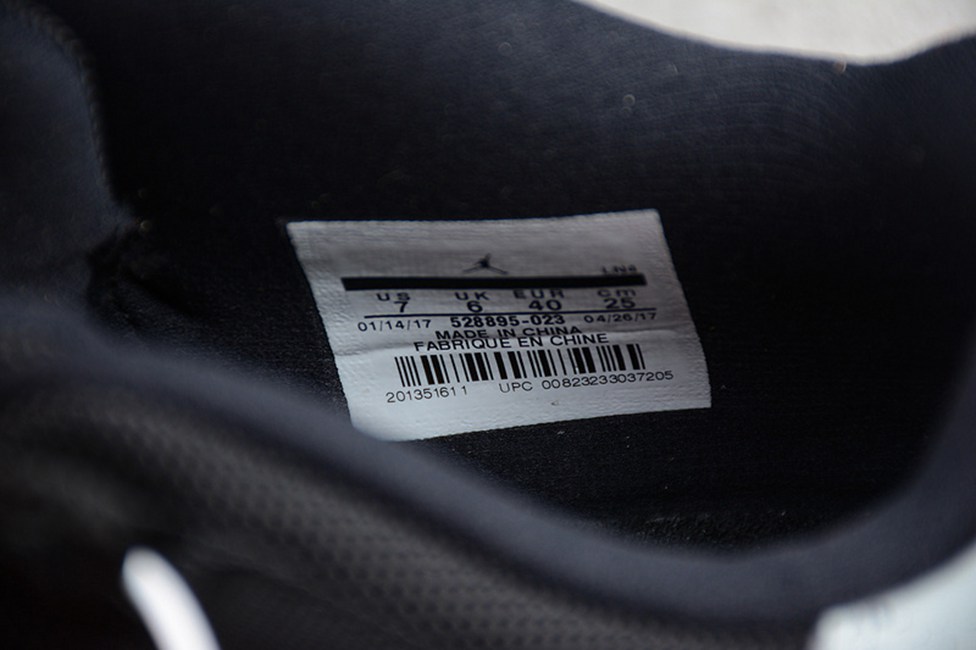 LN4
US UK EUR cm
7 6 40 25
01/14/17 528895-023 04/26/17
MADE IN CHINA
FABRIQUE EN CHINE
201351611 UPC 00823233037205